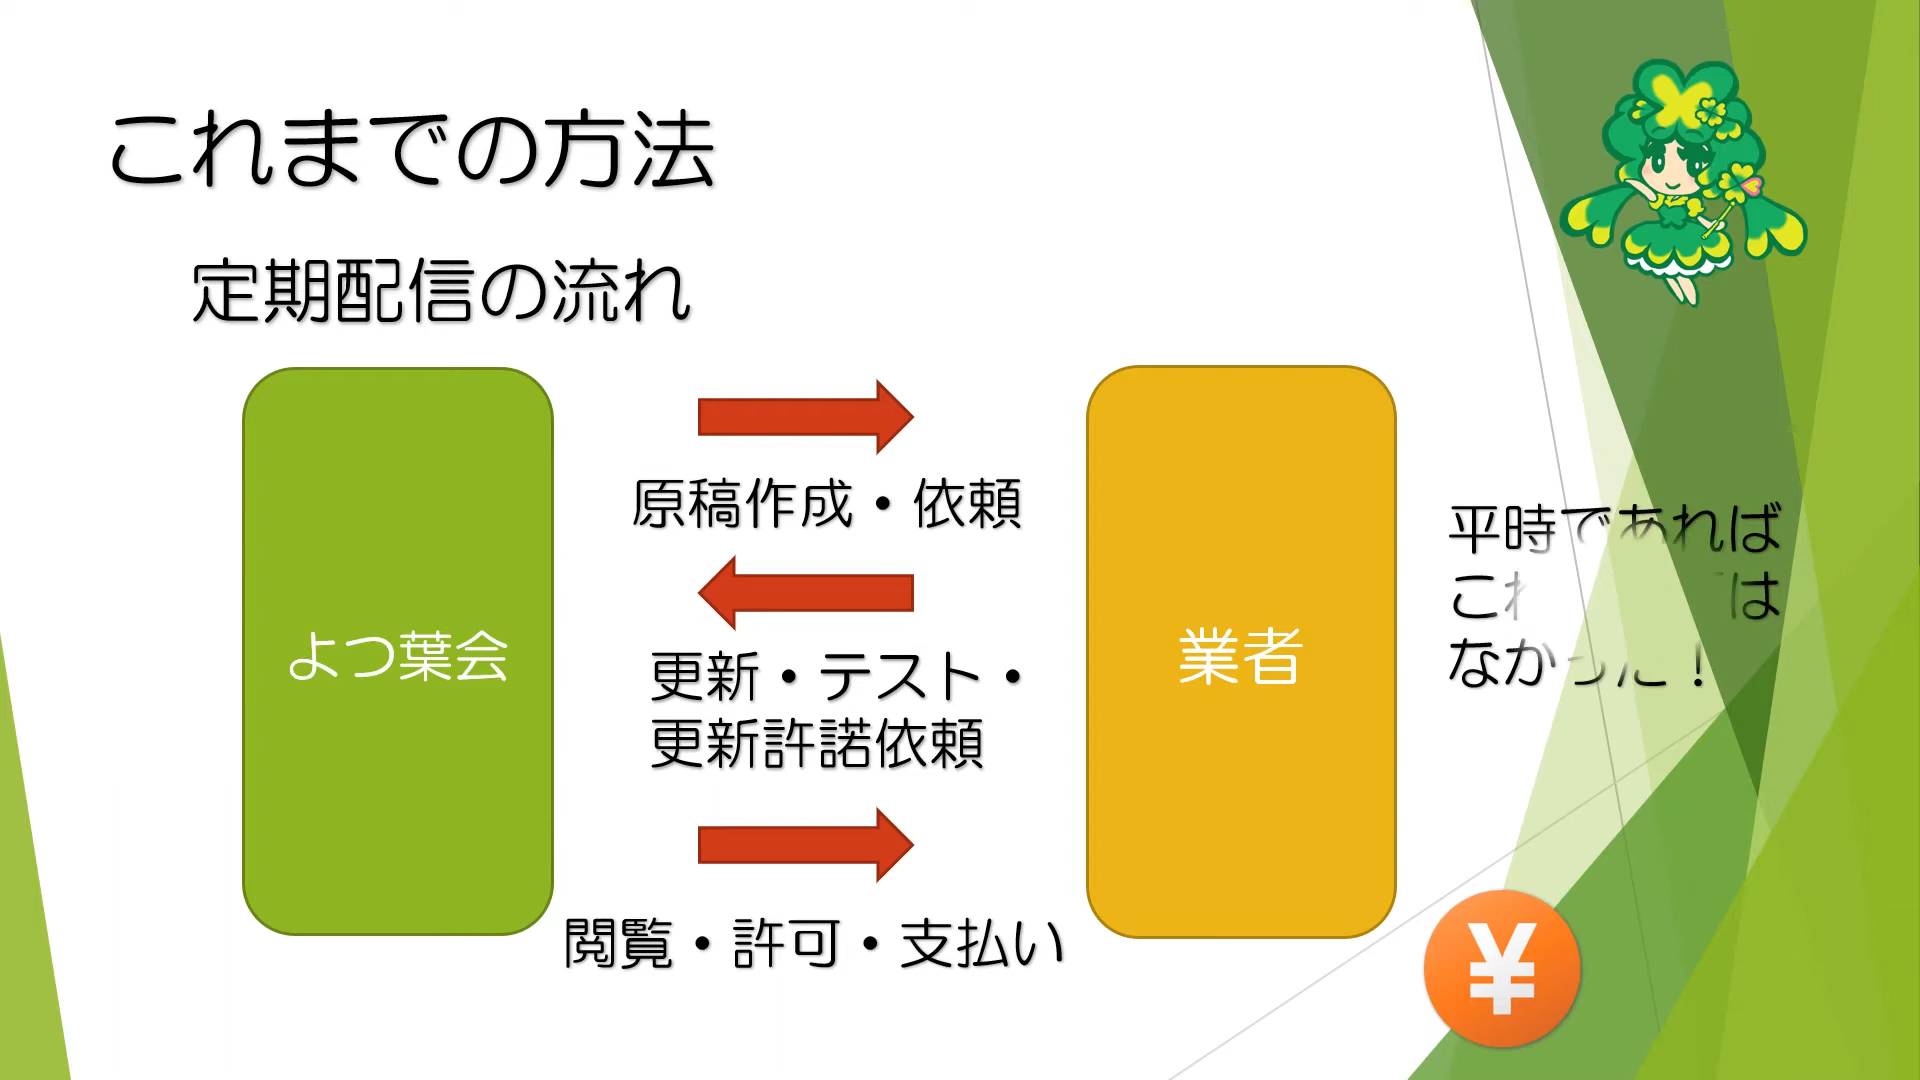 これまでの方法
定期配信の流れ
よつ葉会
原稿作成・依頼
更新・テスト・
更新許諾依頼
閲覧・許可・支払い
業者
平時であれば
これ は
なかった!
¥